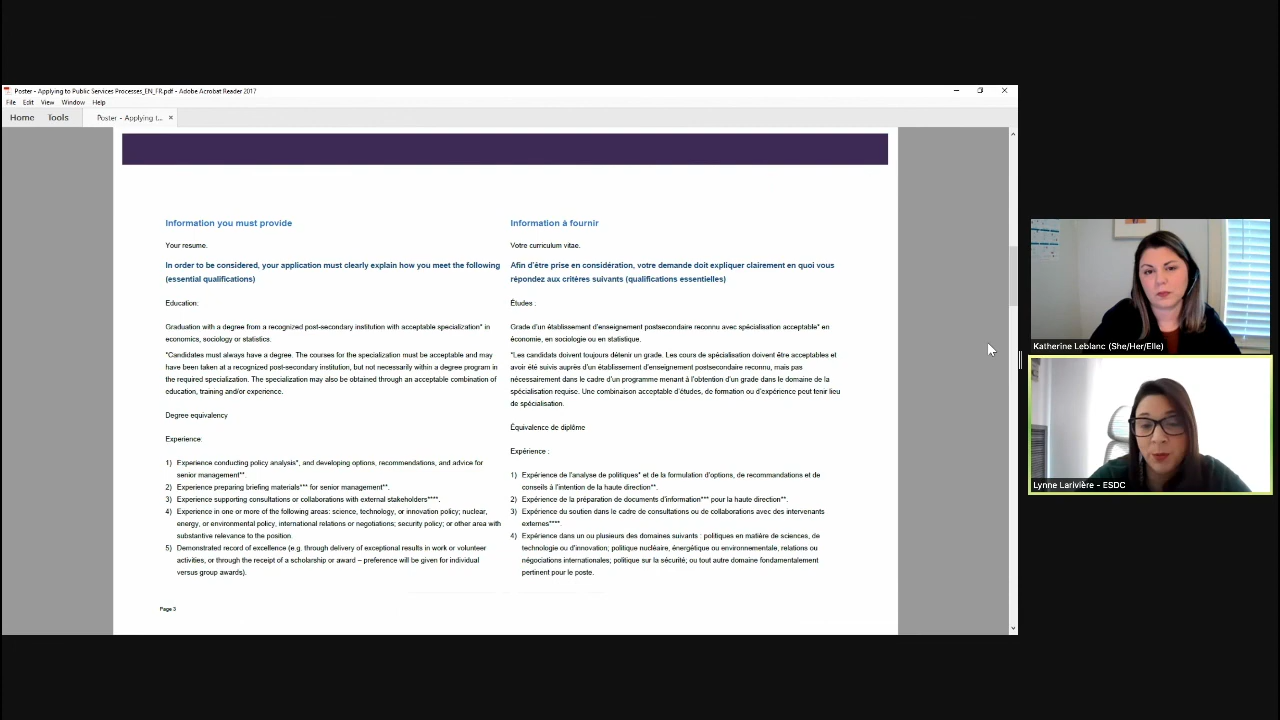 Poster - Applying to Public Services Processes_EN_FR.pdf - Adobe Acrobat Reader 2017
File Edit View Window Help
Home Tools Poster - Applying t... ×
Information you must provide
Your resume.
In order to be considered, your application must clearly explain how you meet the following
(essential qualifications)
Education:
Graduation with a degree from a recognized post-secondary institution with acceptable specialization* in
economics, sociology or statistics.
*Candidates must always have a degree. The courses for the specialization must be acceptable and may
have been taken at a recognized post-secondary institution, but not necessarily within a degree program in
the required specialization. The specialization may also be obtained through an acceptable combination of
education, training and/or experience.
Degree equivalency
Experience:
1) Experience conducting policy analysis*, and developing options, recommendations, and advice for
senior management**.
2) Experience preparing briefing materials*** for senior management**.
3) Experience supporting consultations or collaborations with external stakeholders****.
4) Experience in one or more of the following areas: science, technology, or innovation policy; nuclear,
energy, or environmental policy, international relations or negotiations; security policy; or other area with
substantive relevance to the position.
5) Demonstrated record of excellence (e.g. through delivery of exceptional results in work or volunteer
activities, or through the receipt of a scholarship or award – preference will be given for individual
versus group awards).
Page 3
Information à fournir
Votre curriculum vitae.
Afin d'être prise en considération, votre demande doit expliquer clairement en quoi vous
répondez aux critères suivants (qualifications essentielles)
Études :
Grade d'un établissement d'enseignement postsecondaire reconnu avec spécialisation acceptable* en
économie, en sociologie ou en statistique.
*Les candidats doivent toujours détenir un grade. Les cours de spécialisation doivent être acceptables et
avoir été suivis auprès d'un établissement d'enseignement postsecondaire reconnu, mais pas
nécessairement dans le cadre d'un programme menant à l'obtention d'un grade dans le domaine de la
spécialisation requise. Une combinaison acceptable d'études, de formation ou d'expérience peut tenir lieu
de spécialisation.
Équivalence de diplôme
Expérience :
1) Expérience de l'analyse de politiques* et de la formulation d'options, de recommandations et de
conseils à l'intention de la haute direction**.
2) Expérience de la préparation de documents d'information*** pour la haute direction**.
3) Expérience du soutien dans le cadre de consultations ou de collaborations avec des intervenants
externes****.
4) Expérience dans un ou plusieurs des domaines suivants : politiques en matière de sciences, de
technologie ou d'innovation; politique nucléaire, énergétique ou environnementale, relations ou
négociations internationales; politique sur la sécurité; ou tout autre domaine fondamentalement
pertinent pour le poste.
Katherine Leblanc (She/Her/Elle)
Lynne Larivière - ESDC